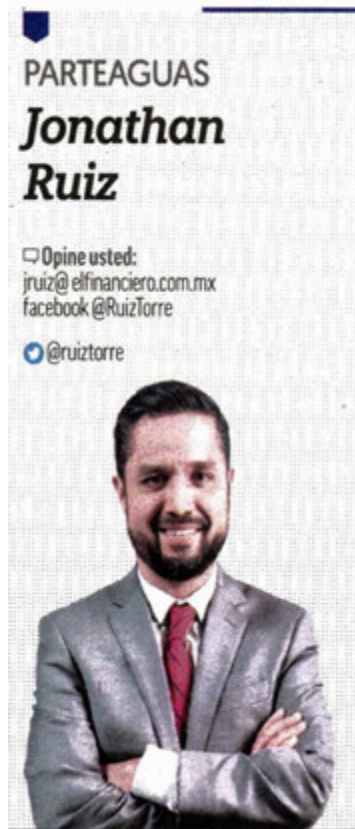 PARTEAGUAS
Jonathan
Ruiz
Opine usted:
jruiz@elfinanciero.com.mx
facebook @RuizTorre
@ruiztorre